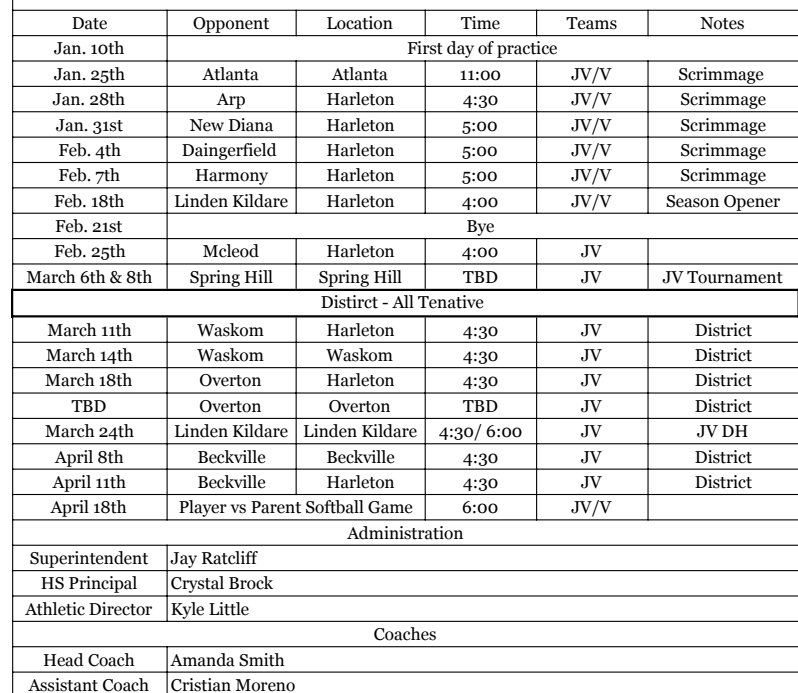 Date Opponent Location Time Teams Notes
Jan. 10th First day of practice
Jan. 25th Atlanta Atlanta 11:00 JV/V Scrimmage
Jan. 28th Arp Harleton 4:30 JV/V Scrimmage
Jan. 31st New Diana Harleton 5:00 JV/V Scrimmage
Feb. 4th Daingerfield Harleton 5:00 JV/V Scrimmage
Feb. 7th Harmony Harleton 5:00 JV/V Scrimmage
Feb. 18th Linden Kildare Harleton 4:00 JV/V Season Opener
Feb. 21st Bye
Feb. 25th Mcleod Harleton 4:00 JV
March 6th & 8th Spring Hill Spring Hill TBD JV JV Tournament
Distirct - All Tenative
March 11th Waskom Harleton 4:30 JV District
March 14th Waskom Waskom 4:30 JV District
March 18th Overton Harleton 4:30 JV District
TBD Overton Overton TBD JV District
March 24th Linden Kildare Linden Kildare 4:30/ 6:00 JV JV DH
April 8th Beckville Beckville 4:30 JV District
April 11th Beckville Harleton 4:30 JV District
April 18th Player vs Parent Softball Game 6:00 JV/V
Administration
Superintendent Jay Ratcliff
HS Principal Crystal Brock
Athletic Director Kyle Little
Coaches
Head Coach Amanda Smith
Assistant Coach Cristian Moreno